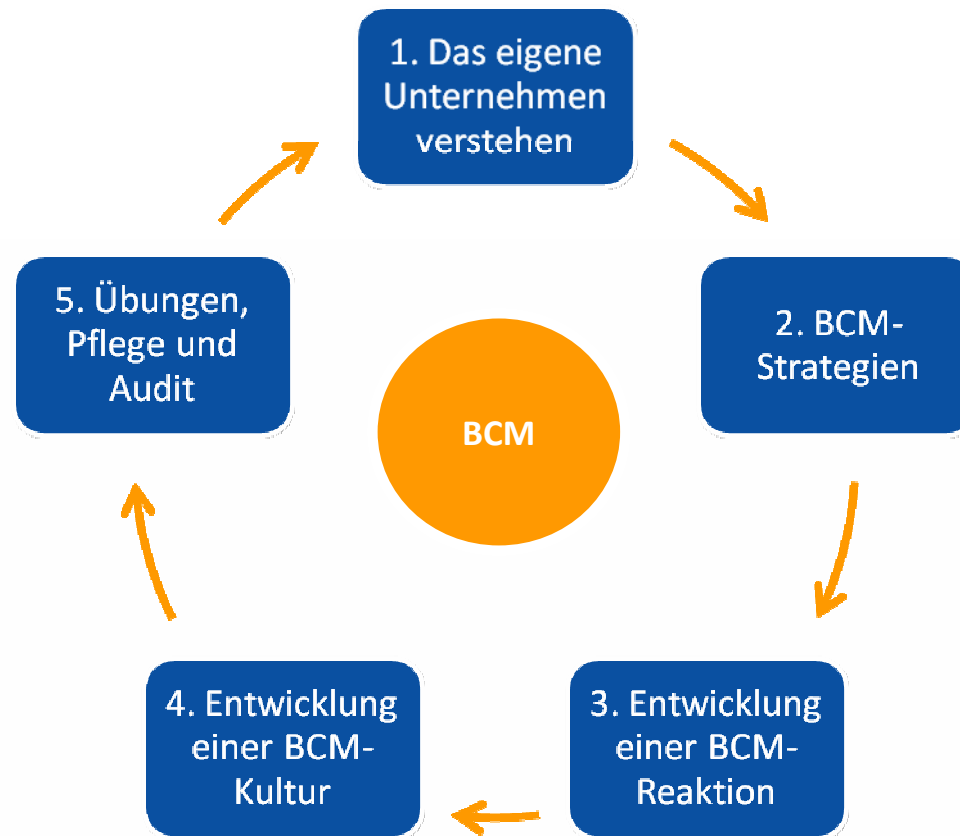 1. Das eigene
Unternehmen
verstehen
2. BCM-
Strategien
3. Entwicklung
einer BCM-
Reaktion
4. Entwicklung
einer BCM-
Kultur
5. Übungen,
Pflege und
Audit
BCM